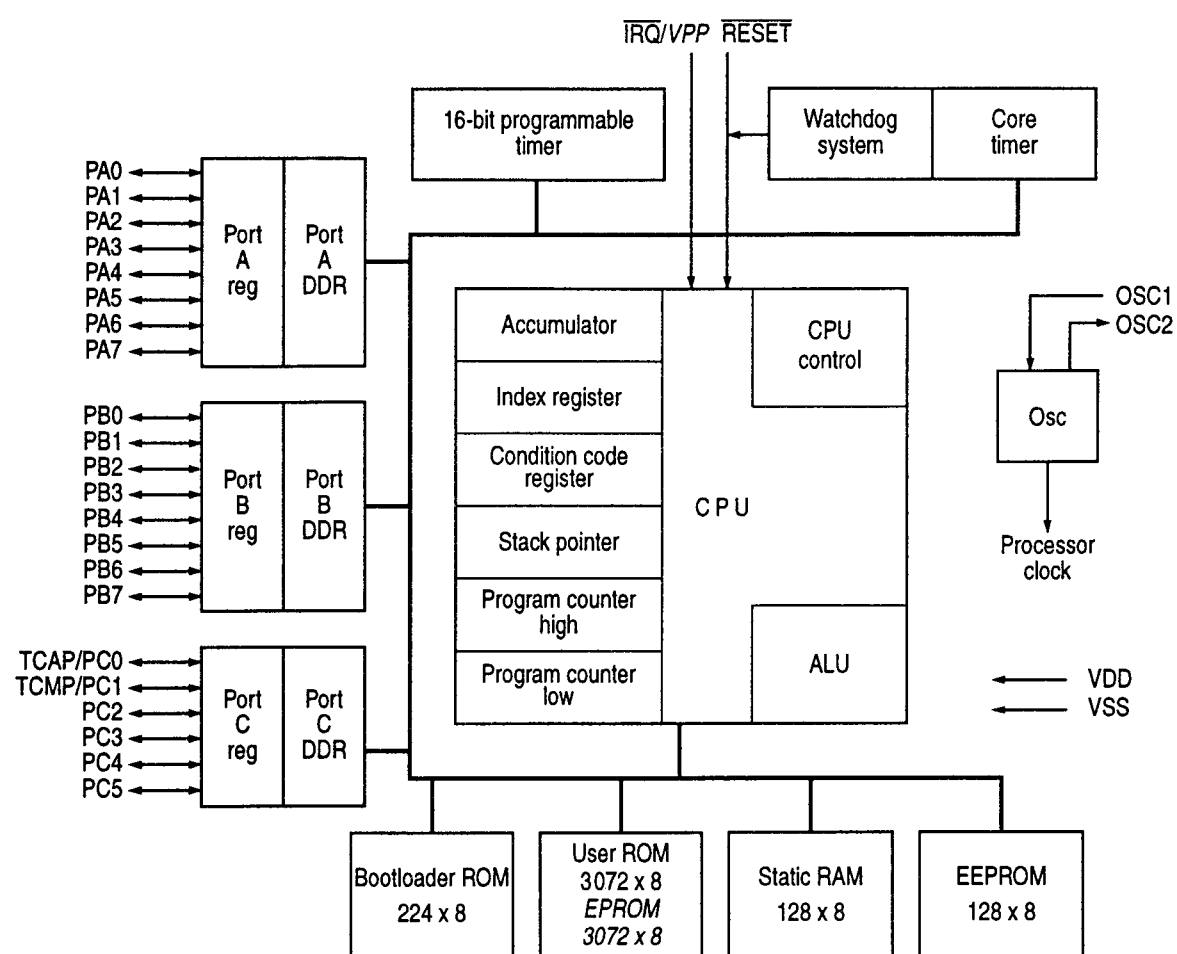 IRQ/VPP RESET
16-bit programmable
timer
Watchdog
system
Core
timer
PA0
PA1
PA2
PA3
PA4
PA5
PA6
PA7
Port
A
reg
Port
A
DDR
PB0
PB1
PB2
PB3
PB4
PB5
PB6
PB7
Port
B
reg
Port
B
DDR
TCAP/PC0
TCMP/PC1
PC2
PC3
PC4
PC5
Port
C
reg
Port
C
DDR
Accumulator
Index register
Condition code
register
Stack pointer
Program counter
high
Program counter
low
CPU
CPU
control
ALU
OSC1
OSC2
Osc
Processor
clock
VDD
VSS
Bootloader ROM
224 x 8
User ROM
3072 x 8
EPROM
3072 x 8
Static RAM
128 x 8
EEPROM
128 x 8